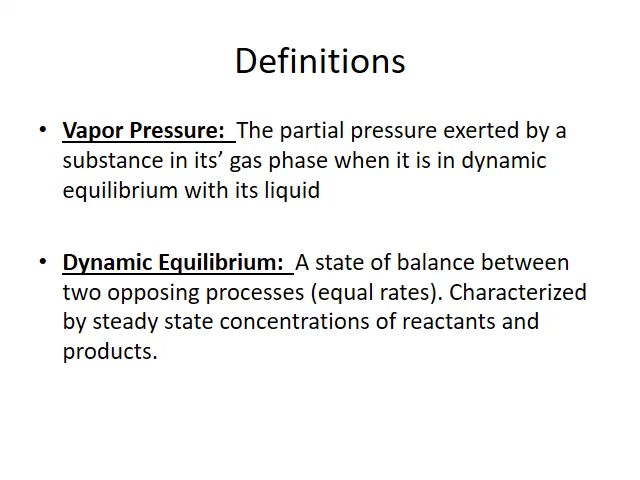 Definitions
• Vapor Pressure: The partial pressure exerted by a
substance in its’ gas phase when it is in dynamic
equilibrium with its liquid
• Dynamic Equilibrium: A state of balance between
two opposing processes (equal rates). Characterized
by steady state concentrations of reactants and
products.